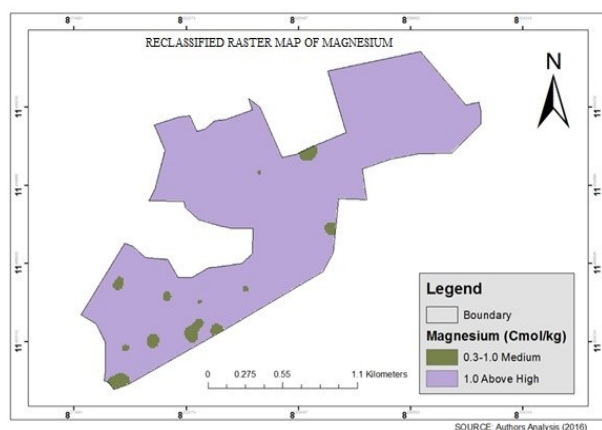 RECLASSIFIED RASTER MAP OF MAGNESIUM
N
Legend
Boundary
Magnesium (Cmol/kg)
0.3-1.0 Medium
1.0 Above High
0 0.275 0.55 1.1 Kilometers
SOURCE: Authors Analysis (2016)